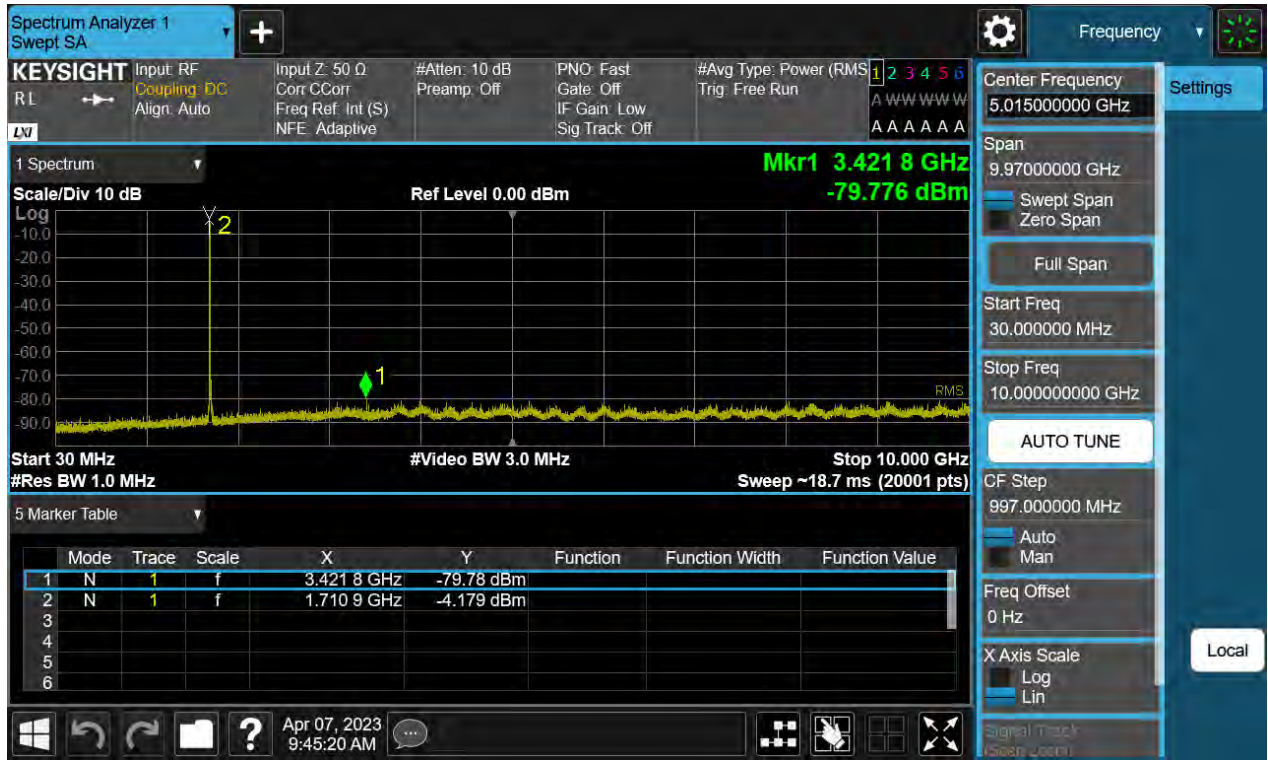 Spectrum Analyzer 1
Swept SA
+
Frequency
KEYSIGHT
RL
LXI
Input: RF
Coupling: DC
Align: Auto
Input Z: 50 Ω
Corr CCorr
Freq Ref: Int (S)
NFE: Adaptive
#Atten: 10 dB
Preamp: Off
PNO: Fast
Gate: Off
IF Gain: Low
Sig Track: Off
#Avg Type: Power (RMS
Trig: Free Run
1 2 3 4 5 6
A W W W W W
A A A A A A
1 Spectrum
Mkr1 3.421 8 GHz
Scale/Div 10 dB
Ref Level 0.00 dBm
-79.776 dBm
Log
-10.0
-20.0
-30.0
-40.0
-50.0
-60.0
-70.0
-80.0
-90.0
2
1
RMS
Start 30 MHz
#Video BW 3.0 MHz
Stop 10.000 GHz
#Res BW 1.0 MHz
Sweep ~18.7 ms (20001 pts)
5 Marker Table
Mode Trace Scale X Y Function Function Width Function Value
1 N 1 f 3.421 8 GHz -79.78 dBm
2 N 1 f 1.710 9 GHz -4.179 dBm
3
4
5
6
?
Apr 07, 2023
9:45:20 AM
Center Frequency
5.015000000 GHz
Settings
Span
9.97000000 GHz
Swept Span
Zero Span
Full Span
Start Freq
30.000000 MHz
Stop Freq
10.000000000 GHz
AUTO TUNE
CF Step
997.000000 MHz
Auto
Man
Freq Offset
0 Hz
X Axis Scale
Log
Lin
Local
Signal Track
(Span Zoom)